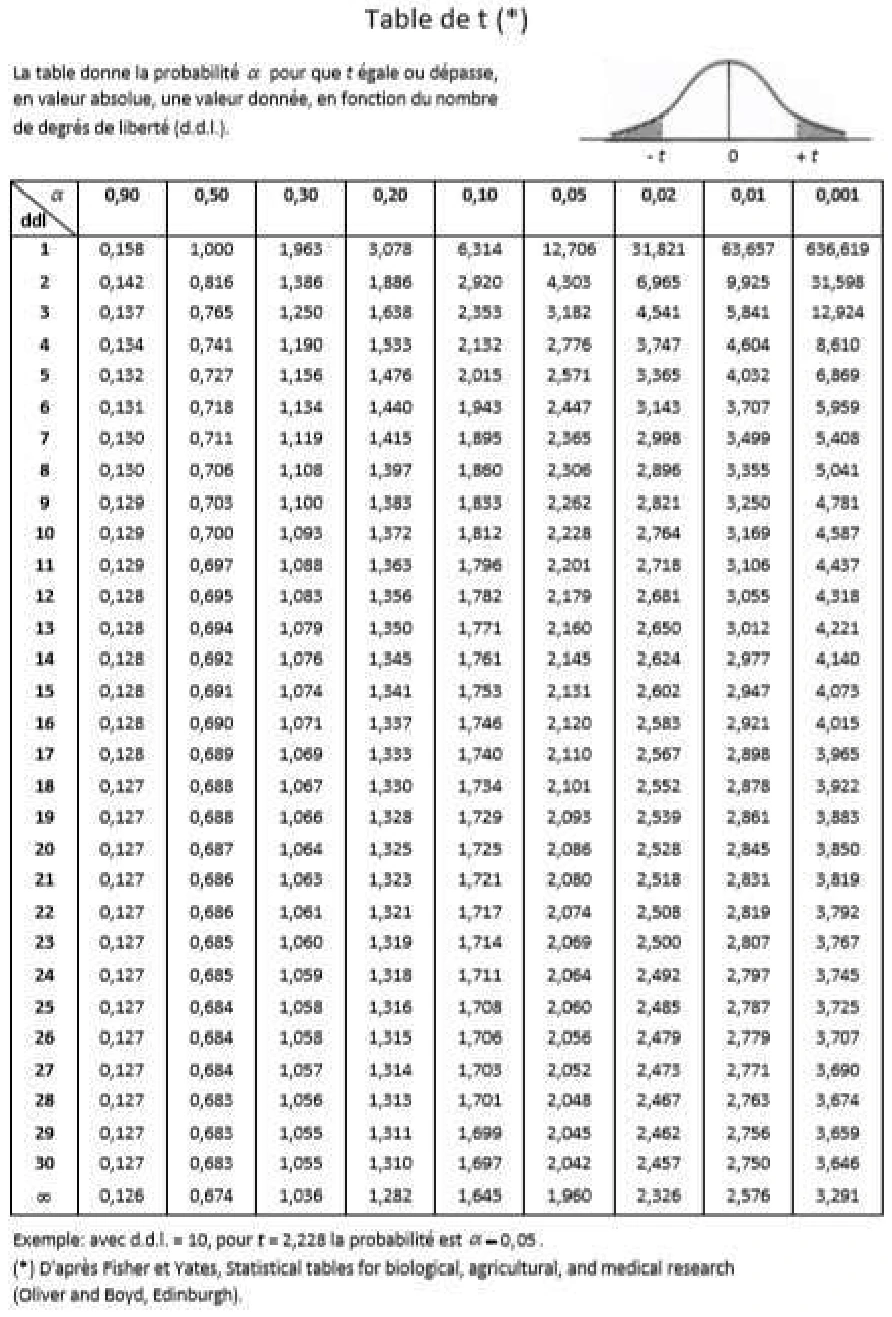 Table de t (*)
La table donne la probabilité α pour que t égale ou dépasse,
en valeur absolue, une valeur donnée, en fonction du nombre
de degrés de liberté (d.d.l.).
- t 0 + t
α 0,90 0,50 0,30 0,20 0,10 0,05 0,02 0,01 0,001
ddl
1 0,158 1,000 1,963 3,078 6,314 12,706 31,821 63,657 636,619
2 0,142 0,816 1,386 1,886 2,920 4,303 6,965 9,925 31,598
3 0,137 0,765 1,250 1,638 2,353 3,182 4,541 5,841 12,924
4 0,134 0,741 1,190 1,533 2,132 2,776 3,747 4,604 8,610
5 0,132 0,727 1,156 1,476 2,015 2,571 3,365 4,032 6,869
6 0,131 0,718 1,134 1,440 1,943 2,447 3,143 3,707 5,959
7 0,130 0,711 1,119 1,415 1,895 2,365 2,998 3,499 5,408
8 0,130 0,706 1,108 1,397 1,860 2,306 2,896 3,355 5,041
9 0,129 0,703 1,100 1,383 1,833 2,262 2,821 3,250 4,781
10 0,129 0,700 1,093 1,372 1,812 2,228 2,764 3,169 4,587
11 0,129 0,697 1,088 1,363 1,796 2,201 2,718 3,106 4,437
12 0,128 0,695 1,083 1,356 1,782 2,179 2,681 3,055 4,318
13 0,128 0,694 1,079 1,350 1,771 2,160 2,650 3,012 4,221
14 0,128 0,692 1,076 1,345 1,761 2,145 2,624 2,977 4,140
15 0,128 0,691 1,074 1,341 1,753 2,131 2,602 2,947 4,073
16 0,128 0,690 1,071 1,337 1,746 2,120 2,583 2,921 4,015
17 0,128 0,689 1,069 1,333 1,740 2,110 2,567 2,898 3,965
18 0,127 0,688 1,067 1,330 1,734 2,101 2,552 2,878 3,922
19 0,127 0,688 1,066 1,328 1,729 2,093 2,539 2,861 3,883
20 0,127 0,687 1,064 1,325 1,725 2,086 2,528 2,845 3,850
21 0,127 0,686 1,063 1,323 1,721 2,080 2,518 2,831 3,819
22 0,127 0,686 1,061 1,321 1,717 2,074 2,508 2,819 3,792
23 0,127 0,685 1,060 1,319 1,714 2,069 2,500 2,807 3,767
24 0,127 0,685 1,059 1,318 1,711 2,064 2,492 2,797 3,745
25 0,127 0,684 1,058 1,316 1,708 2,060 2,485 2,787 3,725
26 0,127 0,684 1,058 1,315 1,706 2,056 2,479 2,779 3,707
27 0,127 0,684 1,057 1,314 1,703 2,052 2,473 2,771 3,690
28 0,127 0,683 1,056 1,313 1,701 2,048 2,467 2,763 3,674
29 0,127 0,683 1,055 1,311 1,699 2,045 2,462 2,756 3,659
30 0,127 0,683 1,055 1,310 1,697 2,042 2,457 2,750 3,646
∞ 0,126 0,674 1,036 1,282 1,645 1,960 2,326 2,576 3,291
Exemple: avec d.d.l. = 10, pour t = 2,228 la probabilité est α = 0,05 .
(*) D'après Fisher et Yates, Statistical tables for biological, agricultural, and medical research
(Oliver and Boyd, Edinburgh).